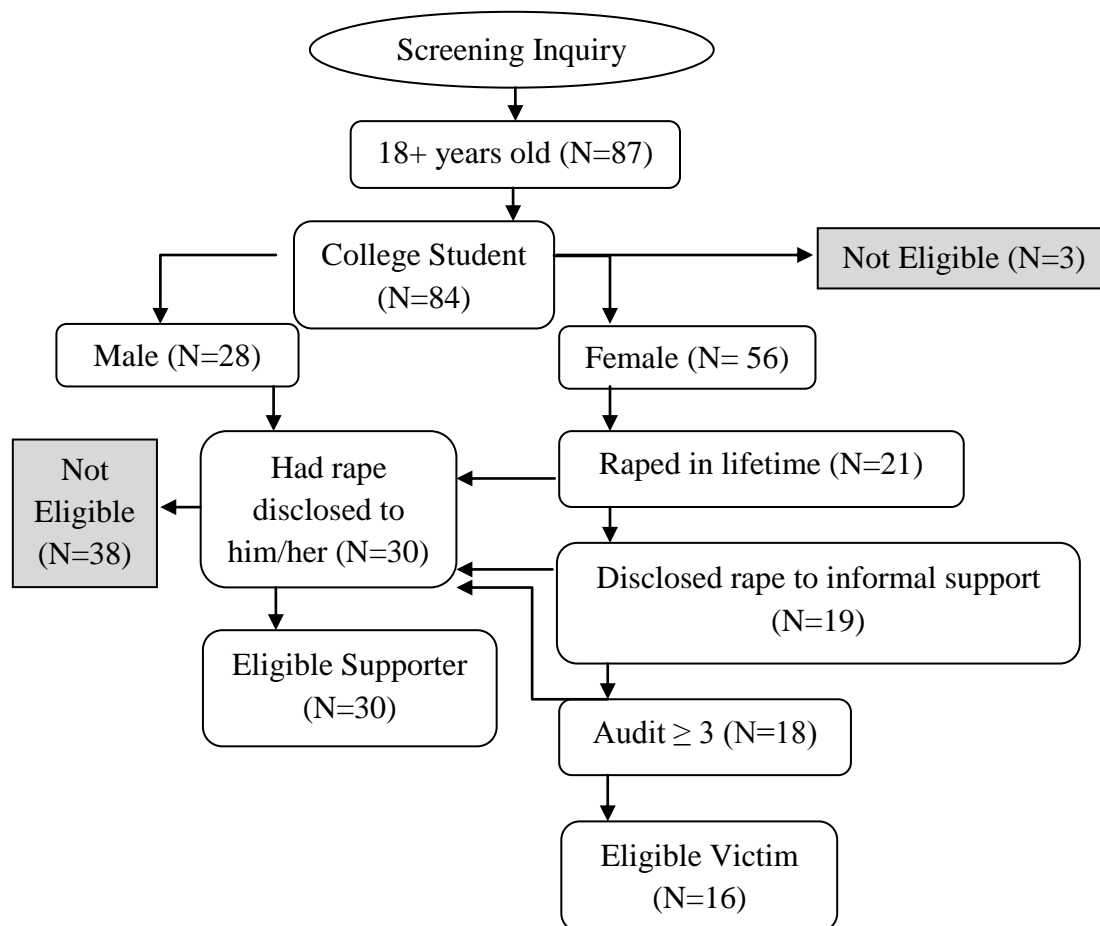 Screening Inquiry
18+ years old (N=87)
College Student
(N=84)
Not Eligible (N=3)
Male (N=28)
Female (N= 56)
Not
Eligible
(N=38)
Had rape
disclosed to
him/her (N=30)
Raped in lifetime (N=21)
Disclosed rape to informal support
(N=19)
Eligible Supporter
(N=30)
Audit ≥ 3 (N=18)
Eligible Victim
(N=16)